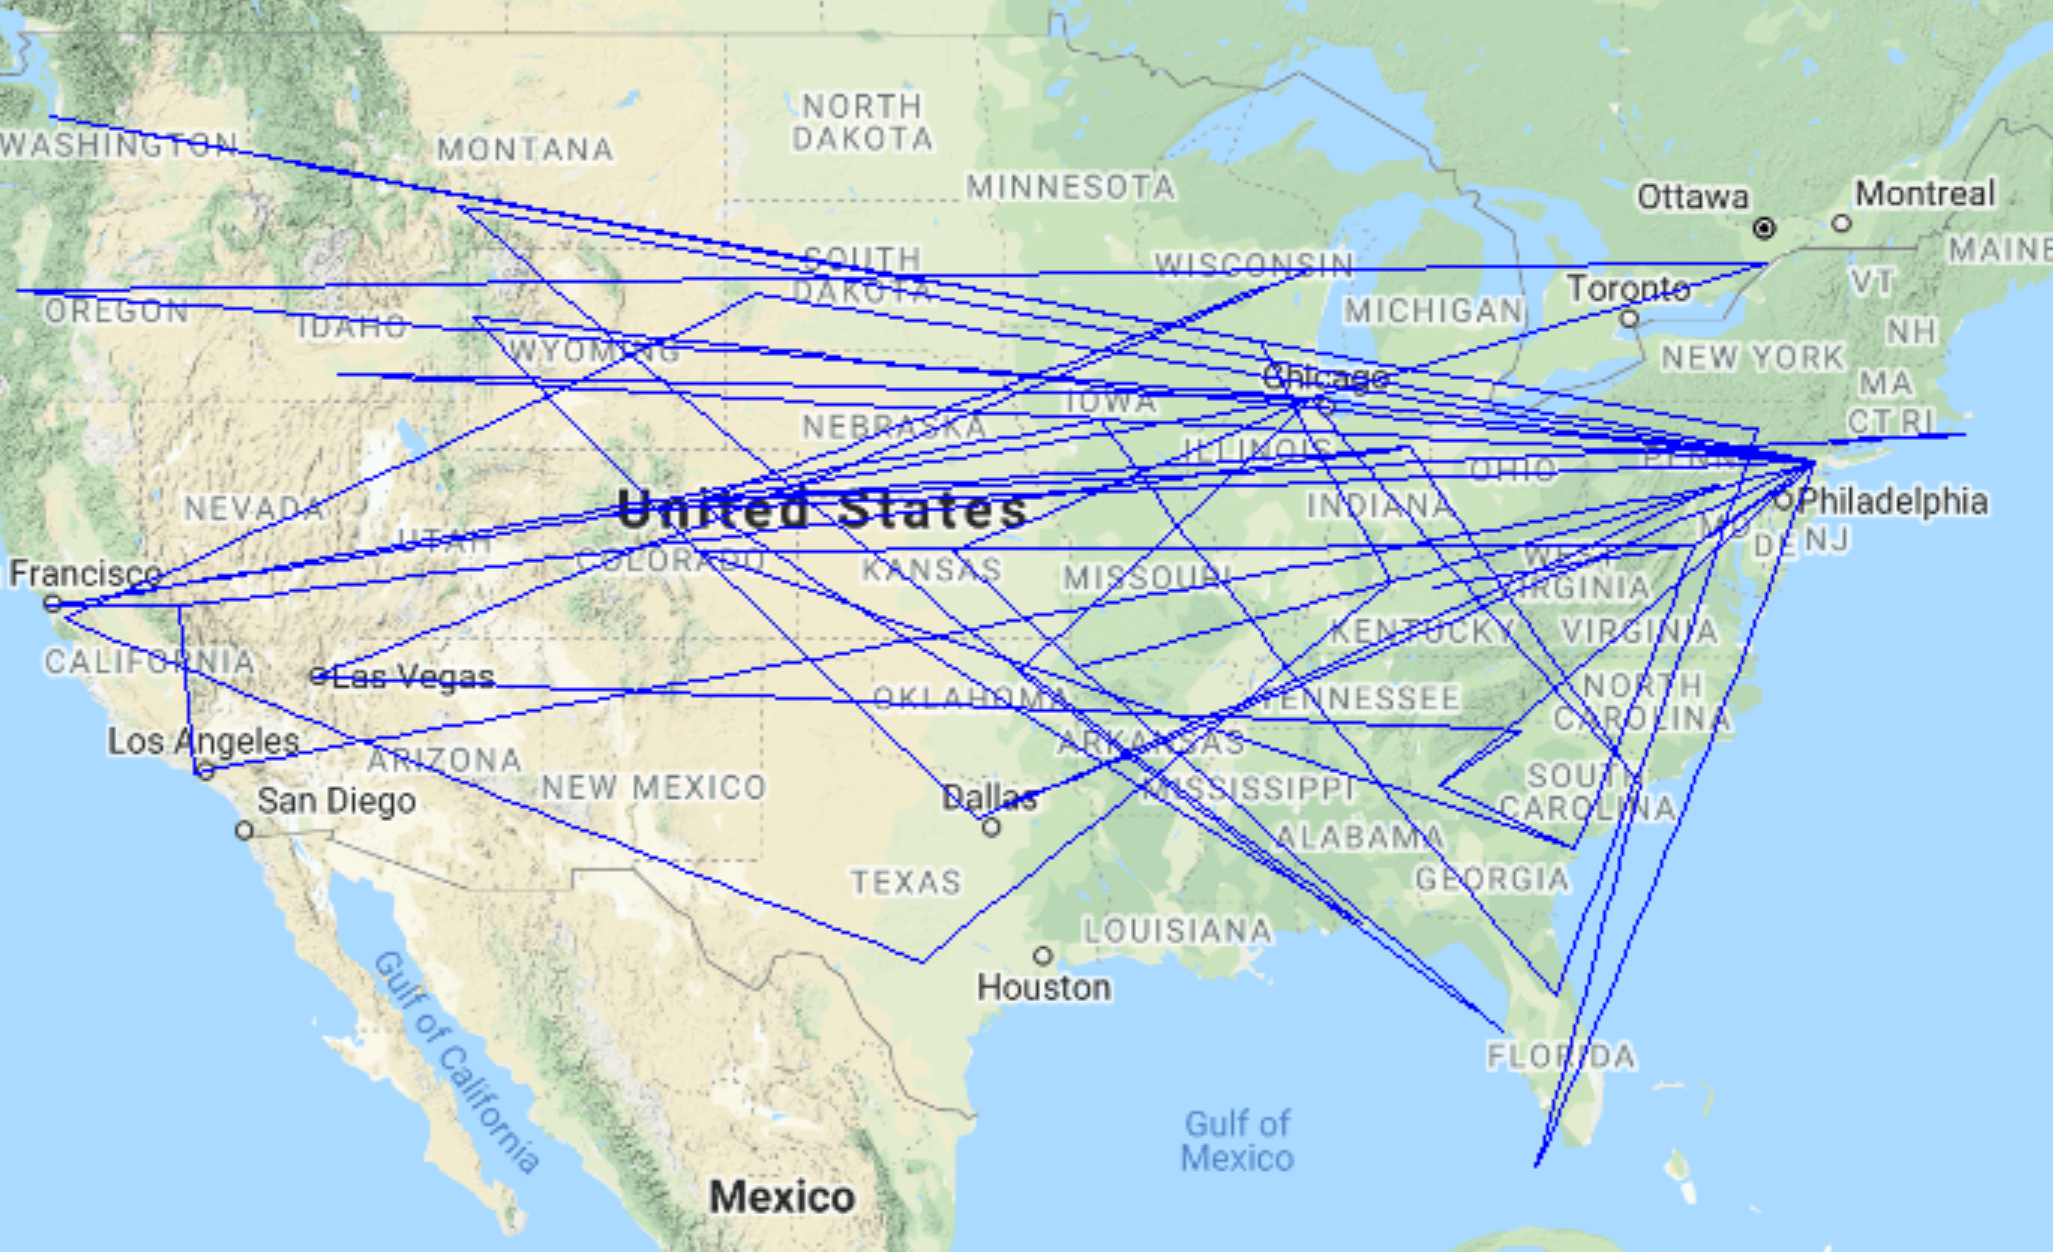 NORTH
DAKOTA
WASHINGTON
MONTANA
MINNESOTA
Ottawa
Montreal
MAINE
SOUTH
DAKOTA
WISCONSIN
Toronto
VT
OREGON
IDAHO
MICHIGAN
NH
WYOMING
NEW YORK
Chicago
MA
IOWA
NEBRASKA
CT RI
ILLINOIS
OHIO
PENN
NEVADA
United States
INDIANA
Philadelphia
MD
UTAH
DE
NJ
COLORADO
KANSAS
MISSOURI
WEST
VIRGINIA
Francisco
KENTUCKY
VIRGINIA
CALIFORNIA
Las Vegas
OKLAHOMA
TENNESSEE
NORTH
CAROLINA
Los Angeles
ARIZONA
NEW MEXICO
ARKANSAS
San Diego
Dallas
MISSISSIPPI
SOUTH
CAROLINA
ALABAMA
TEXAS
GEORGIA
LOUISIANA
Houston
Gulf of California
FLORIDA
Gulf of
Mexico
Mexico